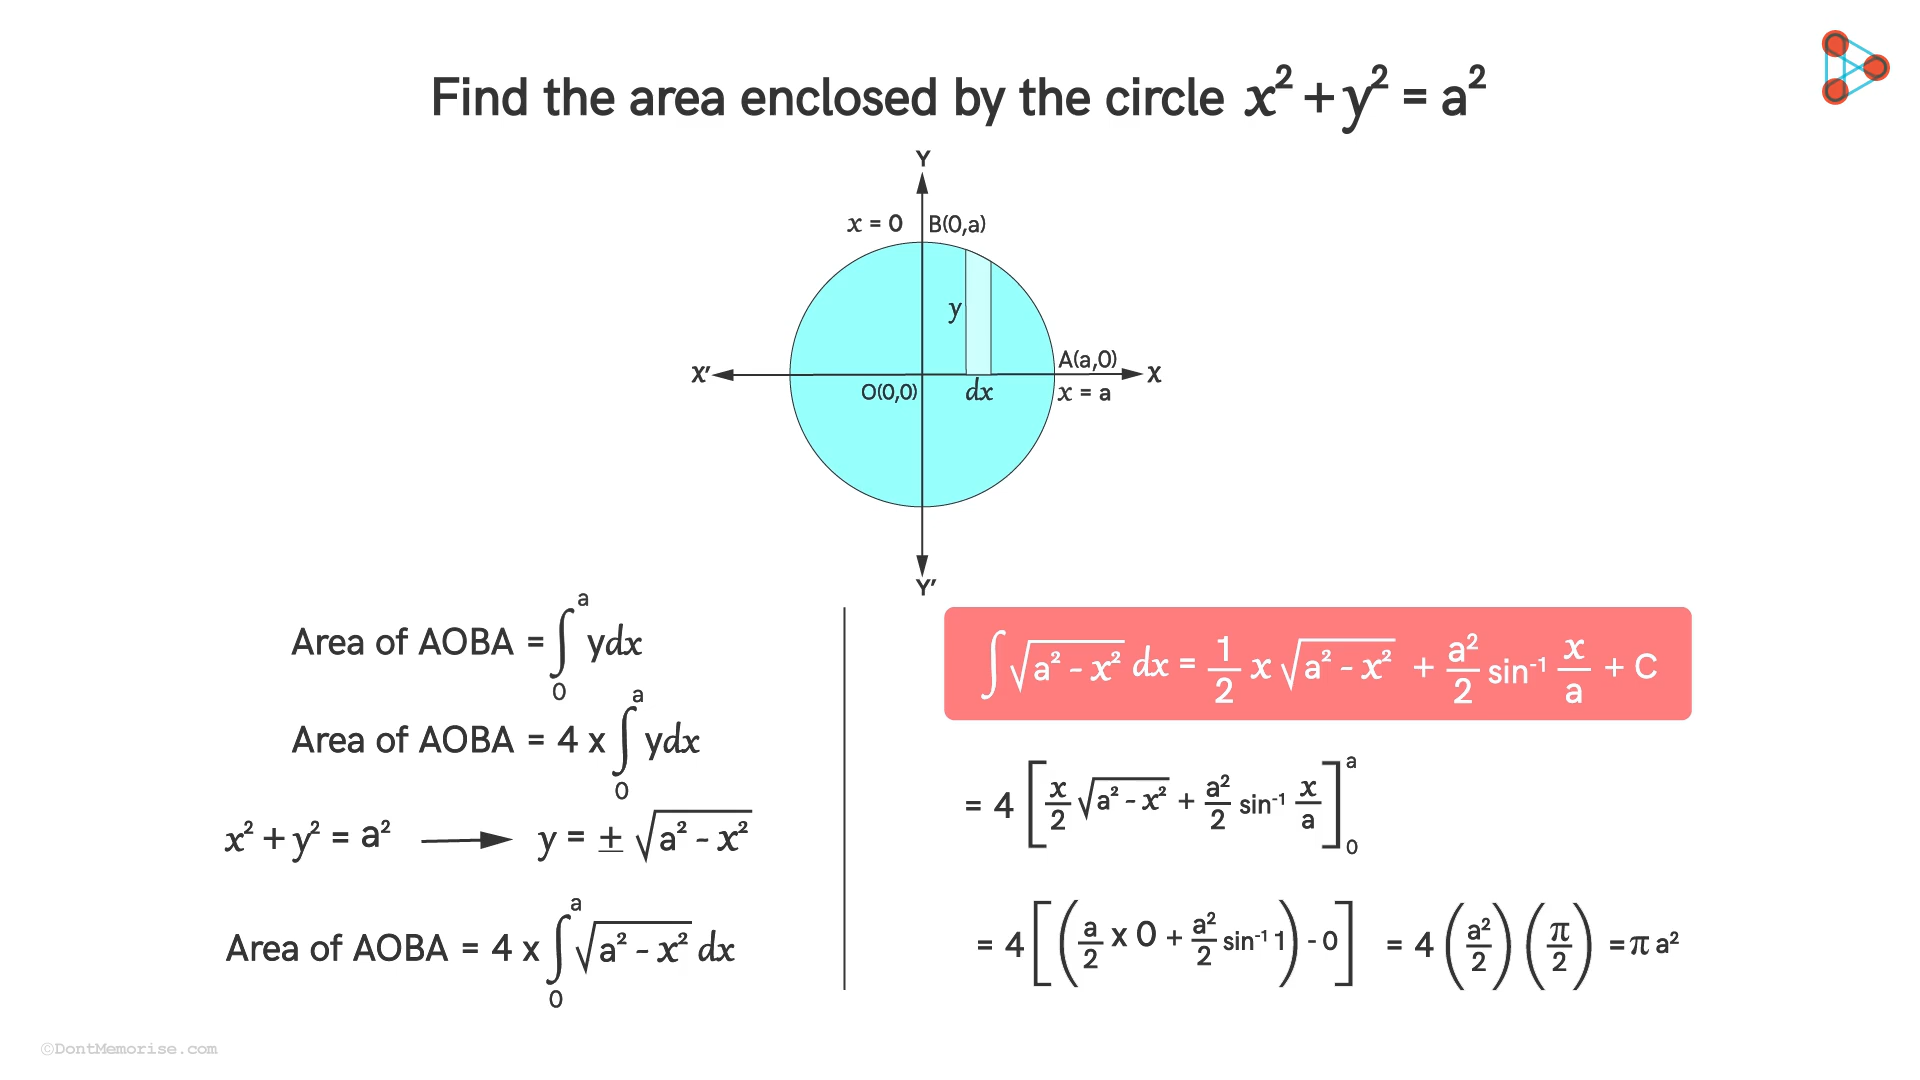 Find the area enclosed by the circle x² + y² = a²
Y
x = 0 B(0,a)
y
A(a,0)
X′ X
O(0,0) dx x = a
Y′
Area of AOBA = ∫₀ᵃ ydx
Area of AOBA = 4 x ∫₀ᵃ ydx
x² + y² = a² ⟶ y = ± √(a² - x²)
Area of AOBA = 4 x ∫₀ᵃ √(a² - x²) dx
∫ √(a² - x²) dx = 1/2 x √(a² - x²) + a²/2 sin⁻¹ x/a + C
= 4 [ x/2 √(a² - x²) + a²/2 sin⁻¹ x/a ]₀ᵃ
= 4 [ ( a/2 x 0 + a²/2 sin⁻¹ 1 ) - 0 ] = 4 ( a²/2 ) ( π/2 ) = π a²
©DontMemorise.com